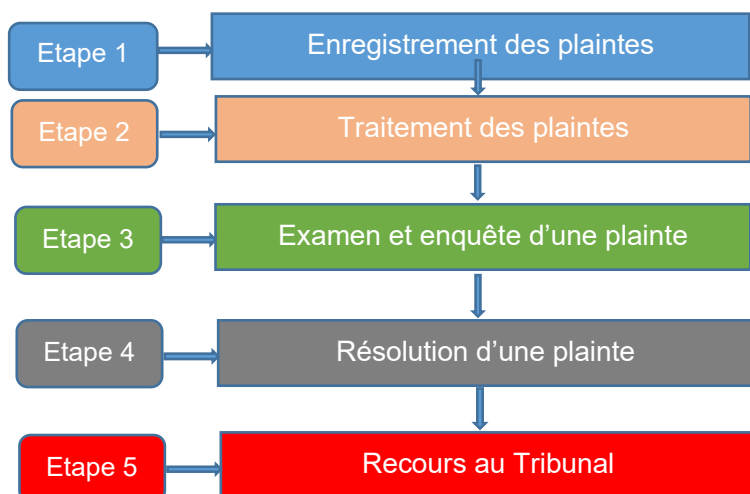 Etape 1
Enregistrement des plaintes
Etape 2
Traitement des plaintes
Etape 3
Examen et enquête d’une plainte
Etape 4
Résolution d’une plainte
Etape 5
Recours au Tribunal